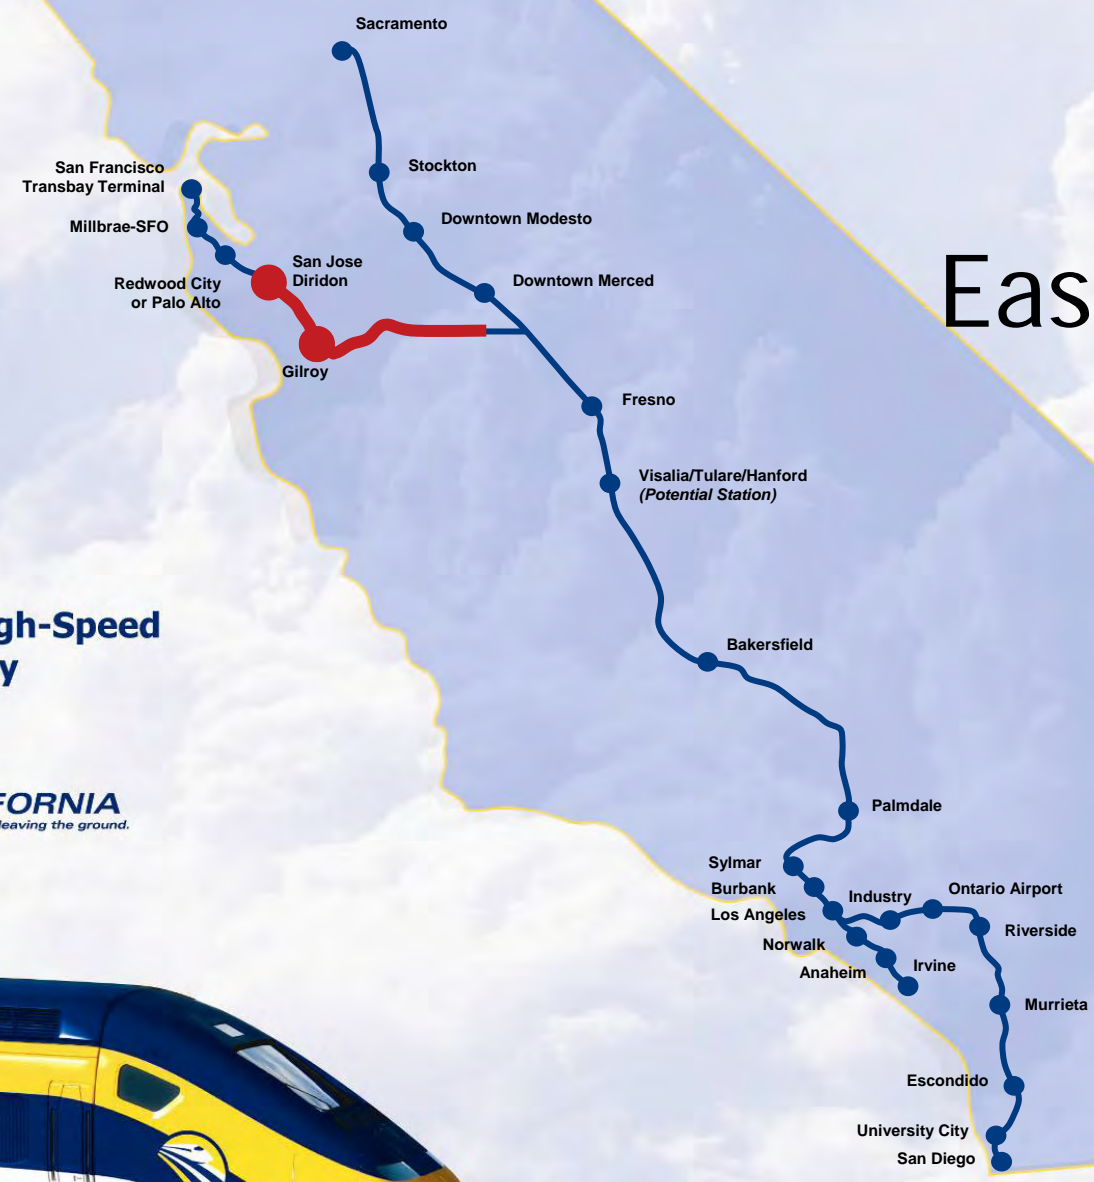 Sacramento
San Francisco
Transbay Terminal
Stockton
Millbrae-SFO
Downtown Modesto
San Jose
Diridon
Redwood City
or Palo Alto
Downtown Merced
Eas
Gilroy
Fresno
Visalia/Tulare/Hanford
(Potential Station)
gh-Speed
y
Bakersfield
FORNIA
leaving the ground.
Palmdale
Sylmar
Burbank
Industry
Ontario Airport
Los Angeles
Riverside
Norwalk
Anaheim
Irvine
Murrieta
Escondido
University City
San Diego